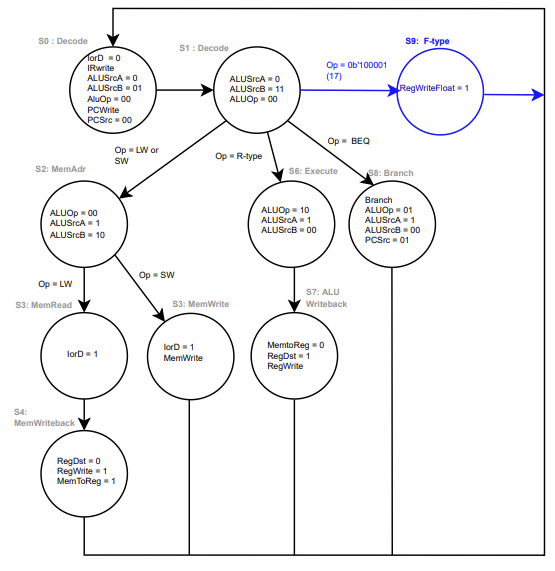 S0 : Decode
IorD = 0
IRwrite
ALUSrcA = 0
ALUSrcB = 01
AluOp = 00
PCWrite
PCSrc = 00
S1 : Decode
ALUSrcA = 0
ALUSrcB = 11
ALUOp = 00
Op = 0b'100001
(17)
S9: F-type
RegWriteFloat = 1
Op = LW or
SW
Op = R-type
Op = BEQ
S2: MemAdr
ALUOp = 00
ALUSrcA = 1
ALUSrcB = 10
S6: Execute
ALUOp = 10
ALUSrcA = 1
ALUSrcB = 00
S8: Branch
Branch
ALUOp = 01
ALUSrcA = 1
ALUSrcB = 00
PCSrc = 01
Op = LW
Op = SW
S3: MemRead
IorD = 1
S3: MemWrite
IorD = 1
MemWrite
S7: ALU
Writeback
MemtoReg = 0
RegDst = 1
RegWrite
S4:
MemWriteback
RegDst = 0
RegWrite = 1
MemToReg = 1